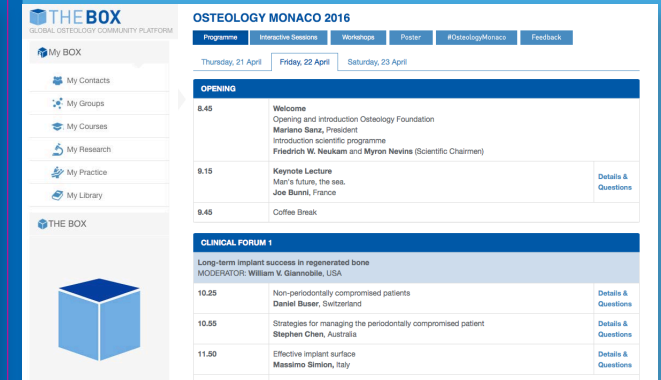 THE BOX
GLOBAL OSTEOLOGY COMMUNITY PLATFORM
My BOX
My Contacts
My Groups
My Courses
My Research
My Practice
My Library
THE BOX
OSTEOLOGY MONACO 2016
Programme Interactive Sessions Workshops Poster #OsteologyMonaco Feedback
Thursday, 21 April Friday, 22 April Saturday, 23 April
OPENING
8.45 Welcome
Opening and introduction Osteology Foundation
Mariano Sanz, President
Introduction scientific programme
Friedrich W. Neukam and Myron Nevins (Scientific Chairmen)
9.15 Keynote Lecture
Man's future, the sea.
Joe Bunni, France
Details &
Questions
9.45 Coffee Break
CLINICAL FORUM 1
Long-term implant success in regenerated bone
MODERATOR: William V. Giannobile, USA
10.25 Non-periodontally compromised patients
Daniel Buser, Switzerland
Details &
Questions
10.55 Strategies for managing the periodontally compromised patient
Stephen Chen, Australia
Details &
Questions
11.50 Effective implant surface
Massimo Simion, Italy
Details &
Questions